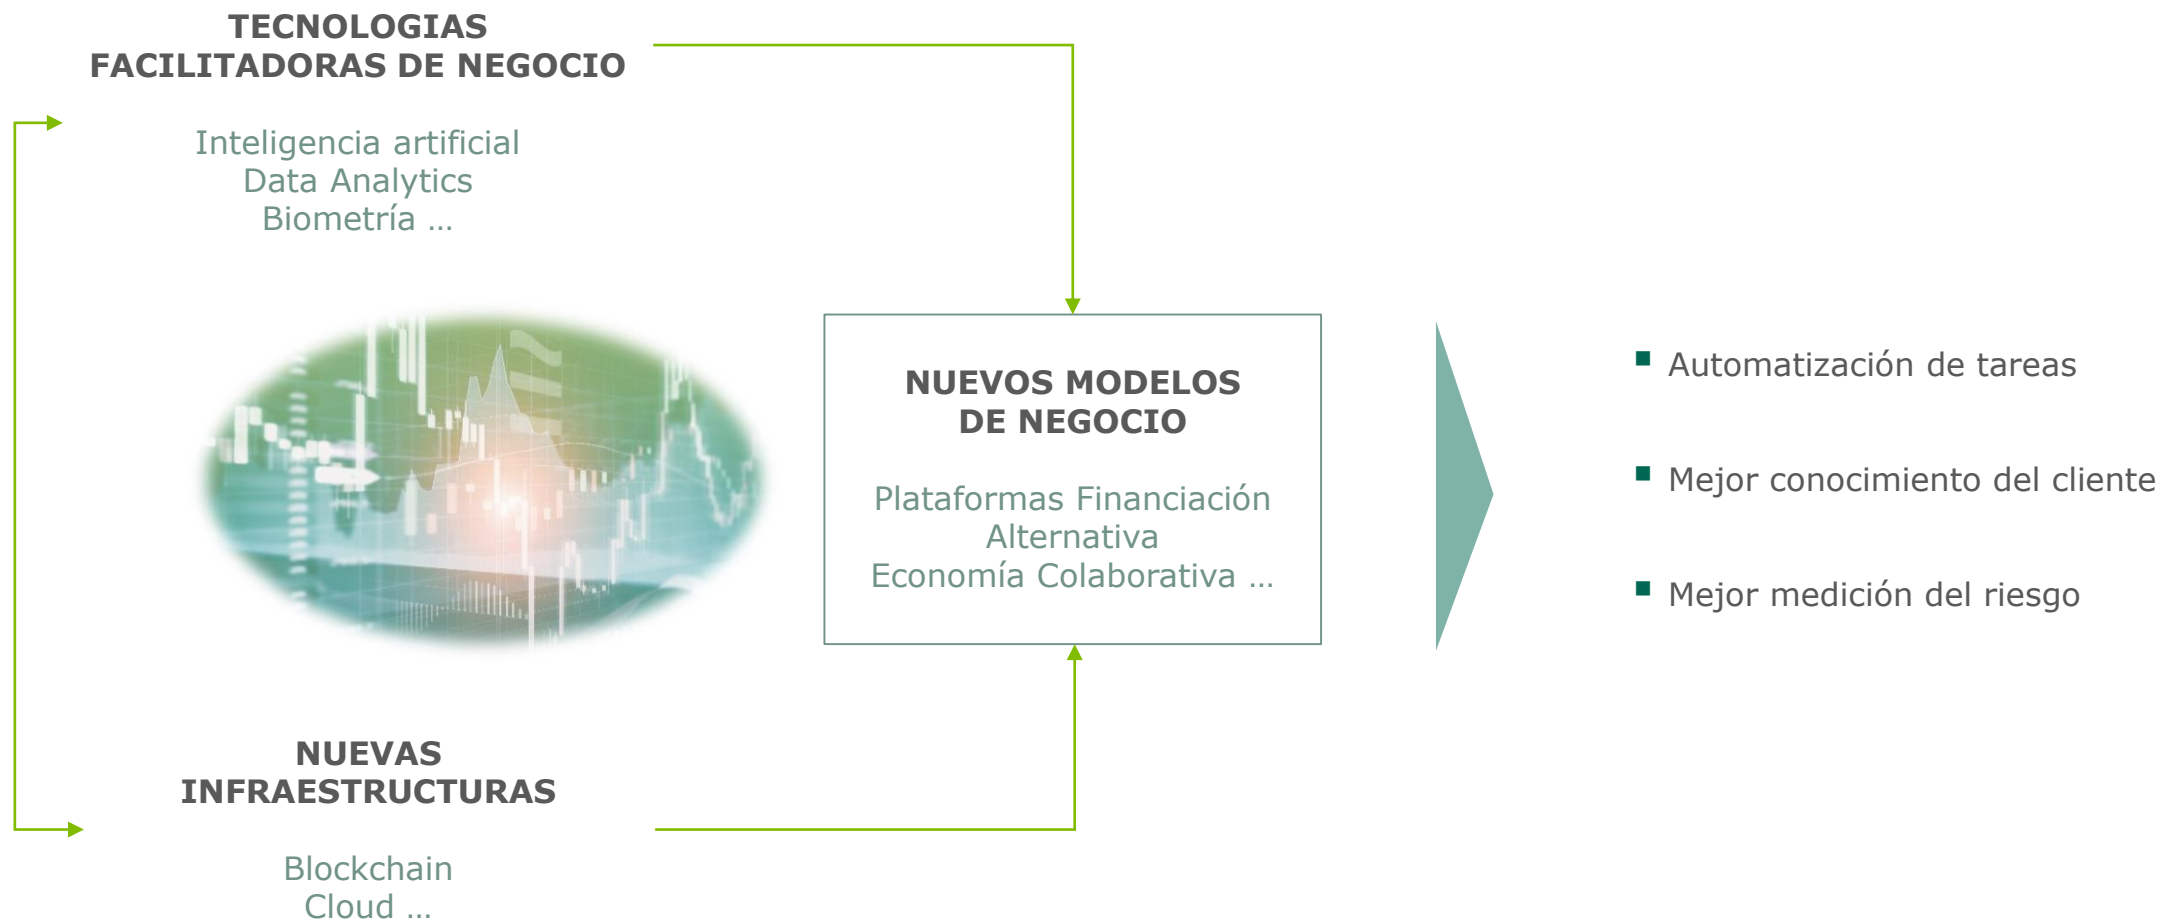 TECNOLOGIAS
FACILITADORAS DE NEGOCIO
Inteligencia artificial
Data Analytics
Biometría ...
NUEVOS MODELOS
DE NEGOCIO
Plataformas Financiación
Alternativa
Economía Colaborativa ...
Automatización de tareas
Mejor conocimiento del cliente
Mejor medición del riesgo
NUEVAS
INFRAESTRUCTURAS
Blockchain
Cloud ...